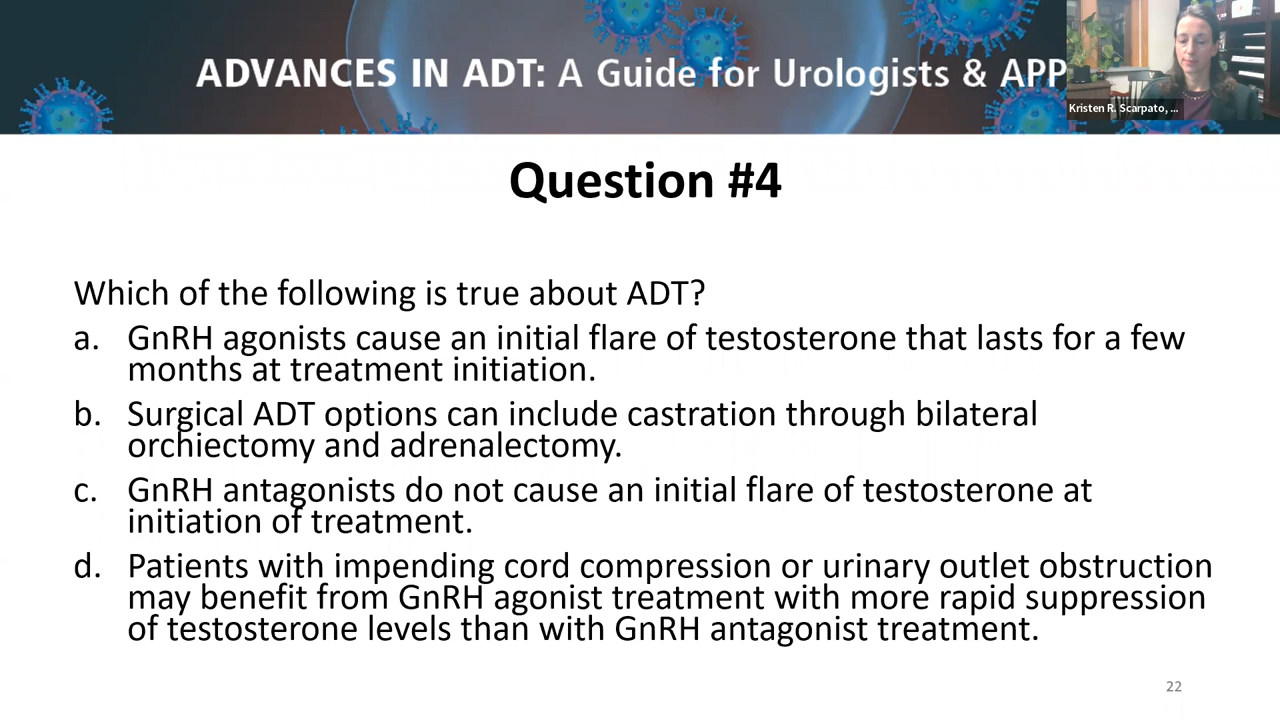 ADVANCES IN ADT: A Guide for Urologists & APP
Kristen R. Scarpato, ...
Question #4
Which of the following is true about ADT?
a. GnRH agonists cause an initial flare of testosterone that lasts for a few
months at treatment initiation.
b. Surgical ADT options can include castration through bilateral
orchiectomy and adrenalectomy.
c. GnRH antagonists do not cause an initial flare of testosterone at
initiation of treatment.
d. Patients with impending cord compression or urinary outlet obstruction
may benefit from GnRH agonist treatment with more rapid suppression
of testosterone levels than with GnRH antagonist treatment.
22